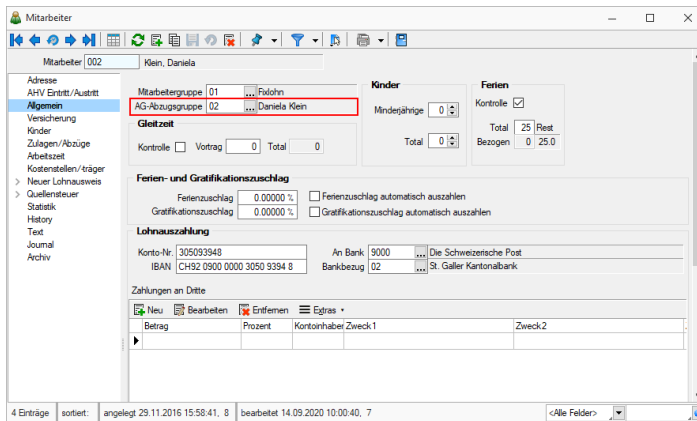 Mitarbeiter
Mitarbeiter 002 Klein, Daniela
Adresse
AHV Eintritt/Austritt
Allgemein
Versicherung
Kinder
Zulagen/Abzüge
Arbeitszeit
Kostenstellen/-träger
Neuer Lohnausweis
Quellensteuer
Statistik
History
Text
Journal
Archiv
Mitarbeitergruppe 01 ... Fixlohn
AG-Abzugsgruppe 02 ... Daniela Klein
Gleitzeit
Kontrolle Vortrag 0 Total 0
Kinder
Minderjährige 0
Total 0
Ferien
Kontrolle
Total 25 Rest
Bezogen 0 25.0
Ferien- und Gratifikationszuschlag
Ferienzuschlag 0.00000 % Ferienzuschlag automatisch auszahlen
Gratifikationszuschlag 0.00000 % Gratifikationszuschlag automatisch auszahlen
Lohnauszahlung
Konto-Nr. 305093948 An Bank 9000 ... Die Schweizerische Post
IBAN CH92 0900 0000 3050 9394 8 Bankbezug 02 ... St. Galler Kantonalbank
Zahlungen an Dritte
Neu Bearbeiten Entfernen Extras
Betrag Prozent Kontoinhaber Zweck1 Zweck2
4 Einträge sortiert: angelegt 29.11.2016 15:58:41, 8 bearbeitet 14.09.2020 10:00:40, 7 <Alle Felder>